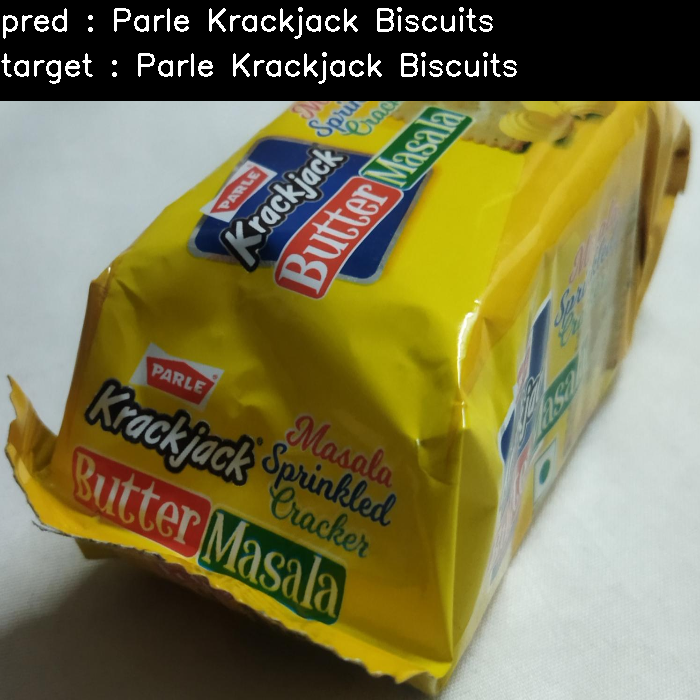 pred : Parle Krackjack Biscuits
target : Parle Krackjack Biscuits
Masala
PARLE
Krackjack
Butter
Masala
PARLE
Krackjack
Masala
Sprinkled
Cracker
Butter
Masala